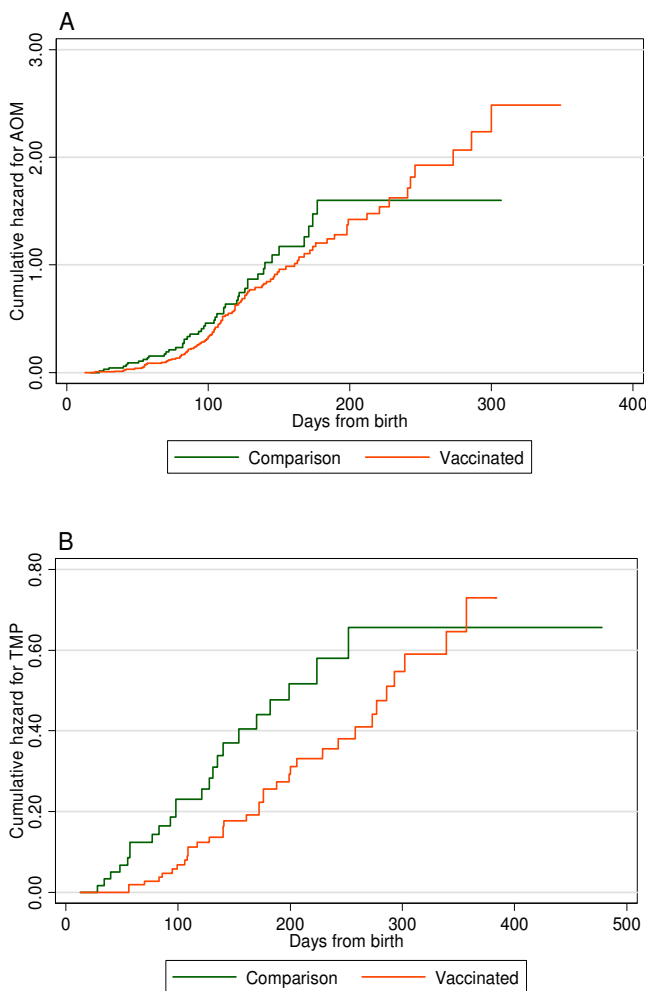 A
Cumulative hazard for AOM
3.00
2.00
1.00
0.00
0 100 200 300 400
Days from birth
Comparison Vaccinated
B
Cumulative hazard for TMP
0.80
0.60
0.40
0.20
0.00
0 100 200 300 400 500
Days from birth
Comparison Vaccinated